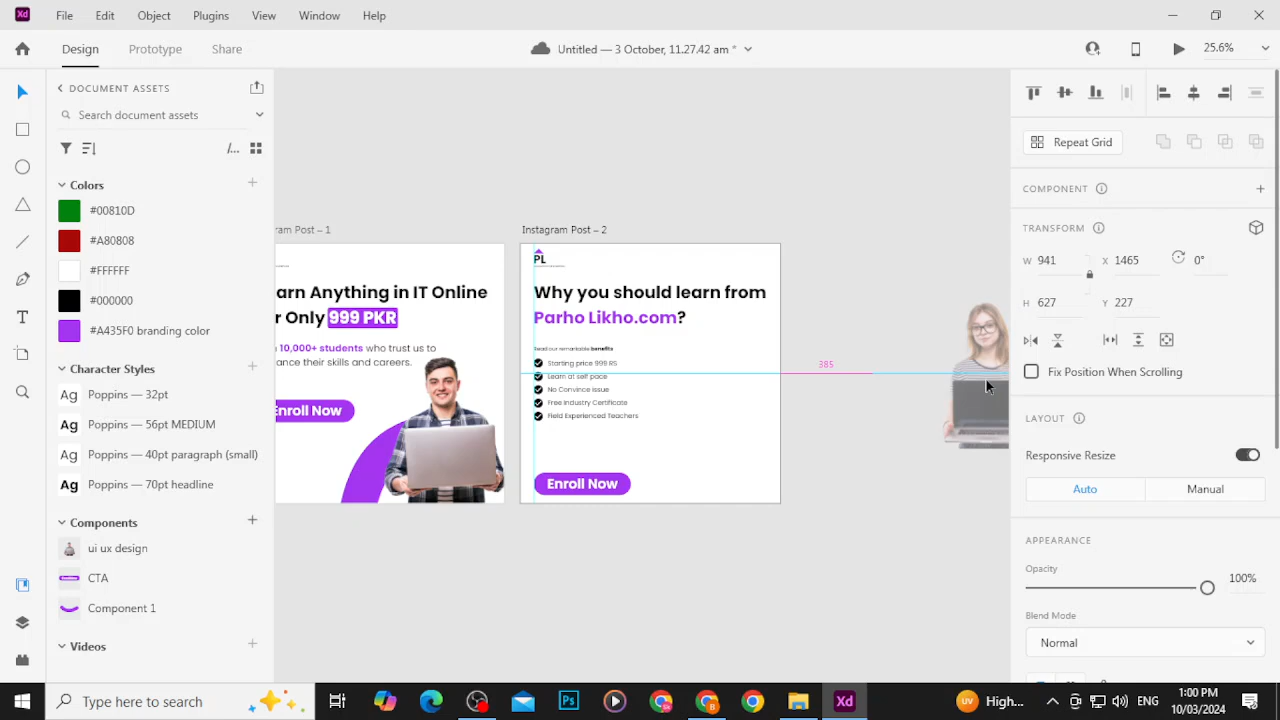 Xd File Edit Object Plugins View Window Help
Design Prototype Share
Untitled — 3 October, 11.27.42 am *
25.6%
DOCUMENT ASSETS
Search document assets
/...
Colors
#00810D
#A80808
#FFFFFF
#000000
#A435F0 branding color
Character Styles
Ag Poppins — 32pt
Ag Poppins — 56pt MEDIUM
Ag Poppins — 40pt paragraph (small)
Ag Poppins — 70pt headline
Components
ui ux design
CTA
Component 1
Videos
ram Post – 1
arn Anything in IT Online
r Only 999 PKR
10,000+ students who trust us to
ance their skills and careers.
Enroll Now
Instagram Post – 2
PL
Why you should learn from
Parho Likho.com?
Read our remarkable benefits
Starting price 999 RS
Learn at self pace
No Convince Issue
Free Industry Certificate
Field Experienced Teachers
Enroll Now
385
Repeat Grid
COMPONENT
TRANSFORM
W 941 X 1465 0°
H 627 Y 227
Fix Position When Scrolling
LAYOUT
Responsive Resize
Auto Manual
APPEARANCE
Opacity
100%
Blend Mode
Normal
Type here to search
Ps
Xd
UV High...
ENG
1:00 PM
10/03/2024